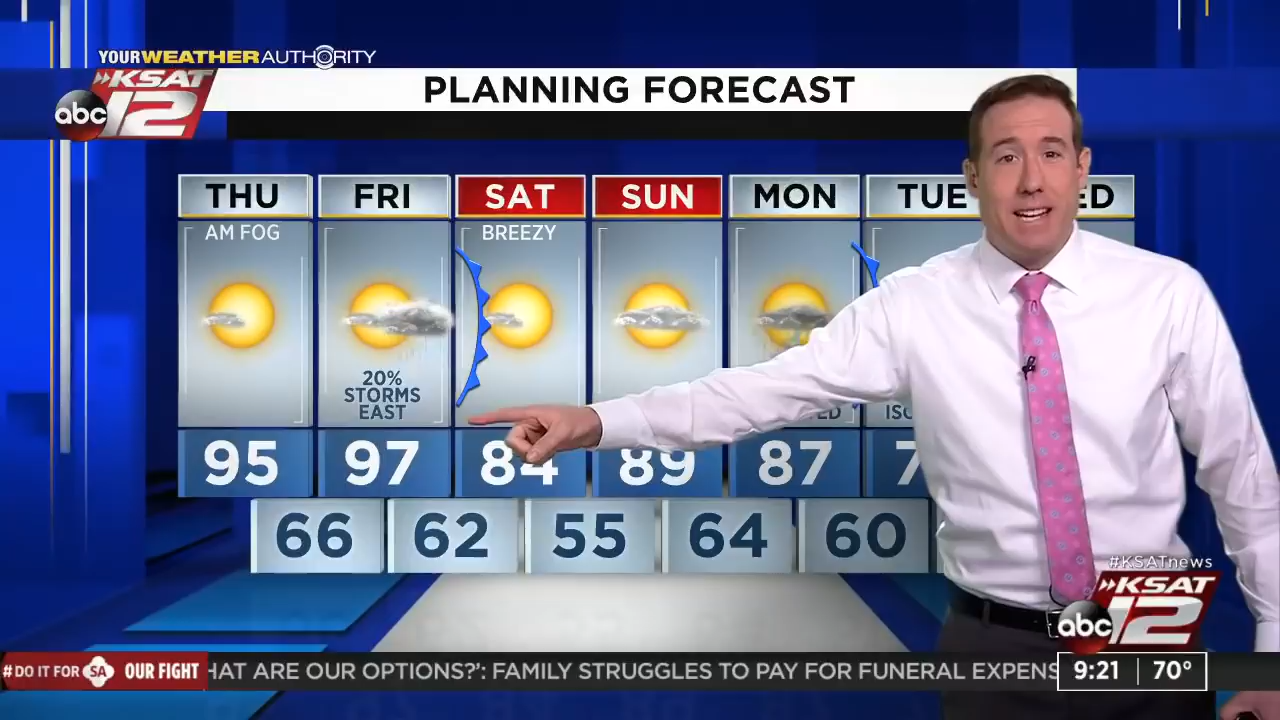 YOURWEATHERAUTHORITY
KSAT
abc 12
PLANNING FORECAST
THU FRI SAT SUN MON TUE
AM FOG BREEZY
20%
STORMS
EAST
95 97 84 89 87
66 62 55 64 60
#KSATnews
KSAT
abc 12
#DO IT FOR SA OUR FIGHT
ARE OUR OPTIONS?': FAMILY STRUGGLES TO PAY FOR FUNERAL
9:21 70°